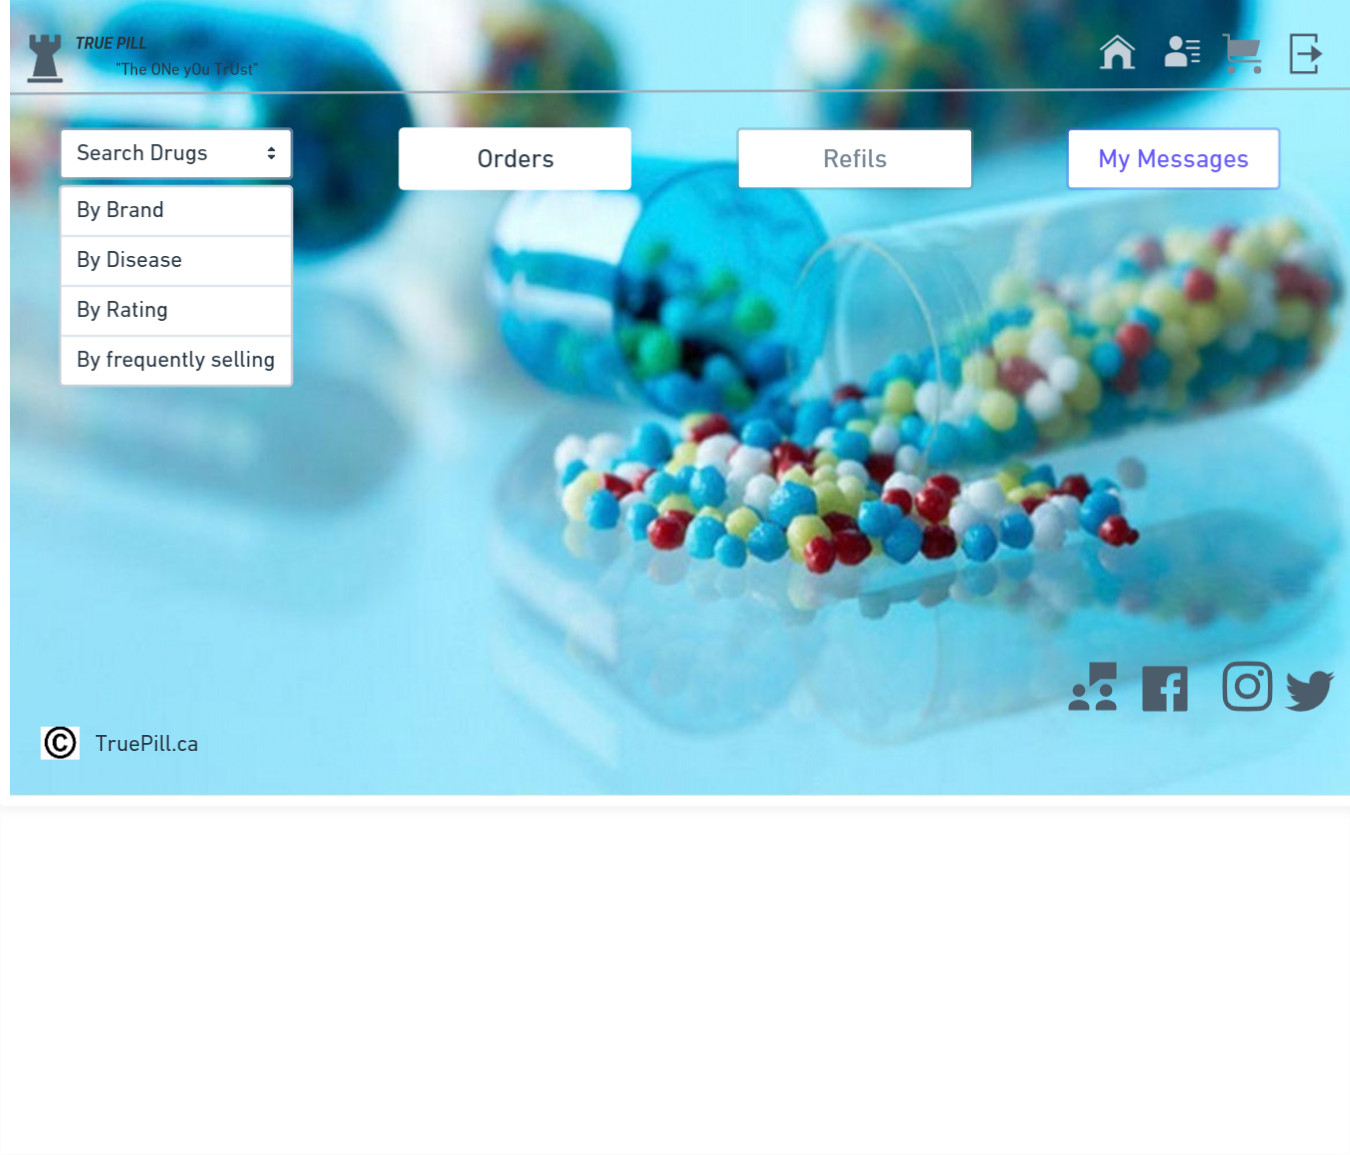 TRUE PILL
"The ONe yOu TrUst"
Search Drugs
Orders
Refils
My Messages
By Brand
By Disease
By Rating
By frequently selling
© TruePill.ca